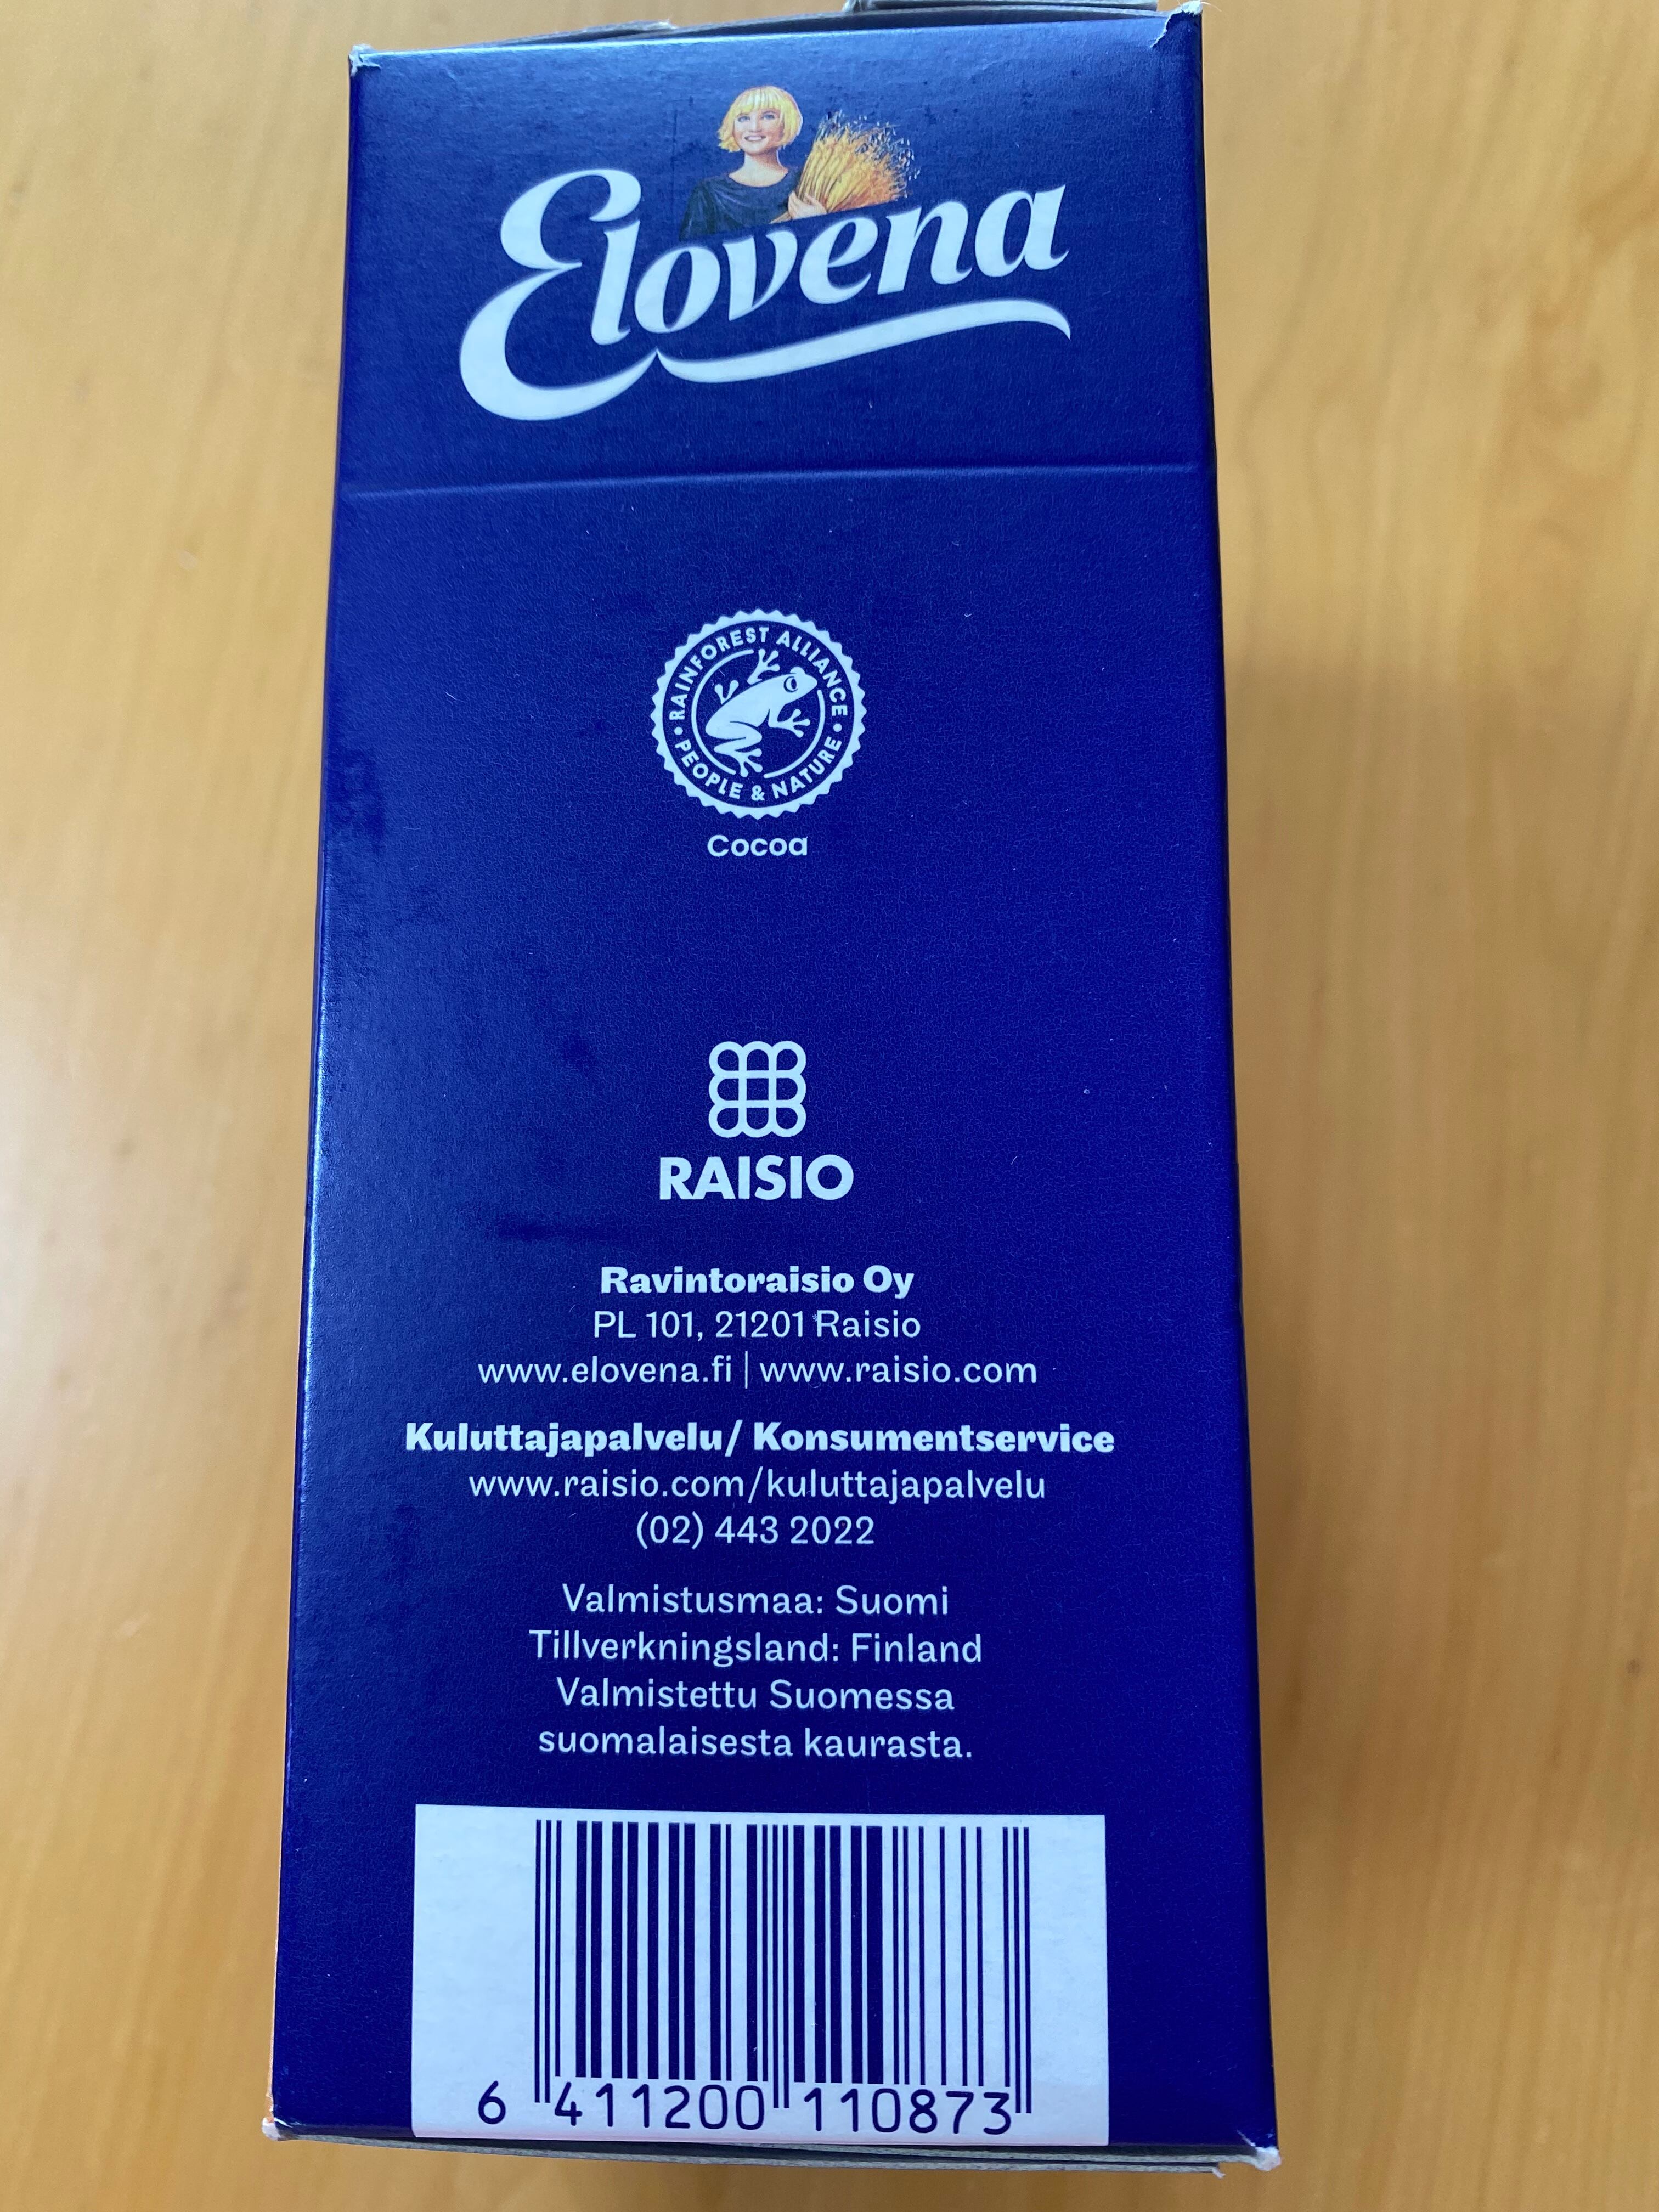 Elovena
RAINFOREST ALLIANCE
PEOPLE & NATURE
Cocoa
RAISIO
Ravintoraisio Oy
PL 101, 21201 Raisio
www.elovena.fi | www.raisio.com
Kuluttajapalvelu/ Konsumentservice
www.raisio.com/kuluttajapalvelu
(02) 443 2022
Valmistusmaa: Suomi
Tillverkningsland: Finland
Valmistettu Suomessa
suomalaisesta kaurasta.
6 411200 110873